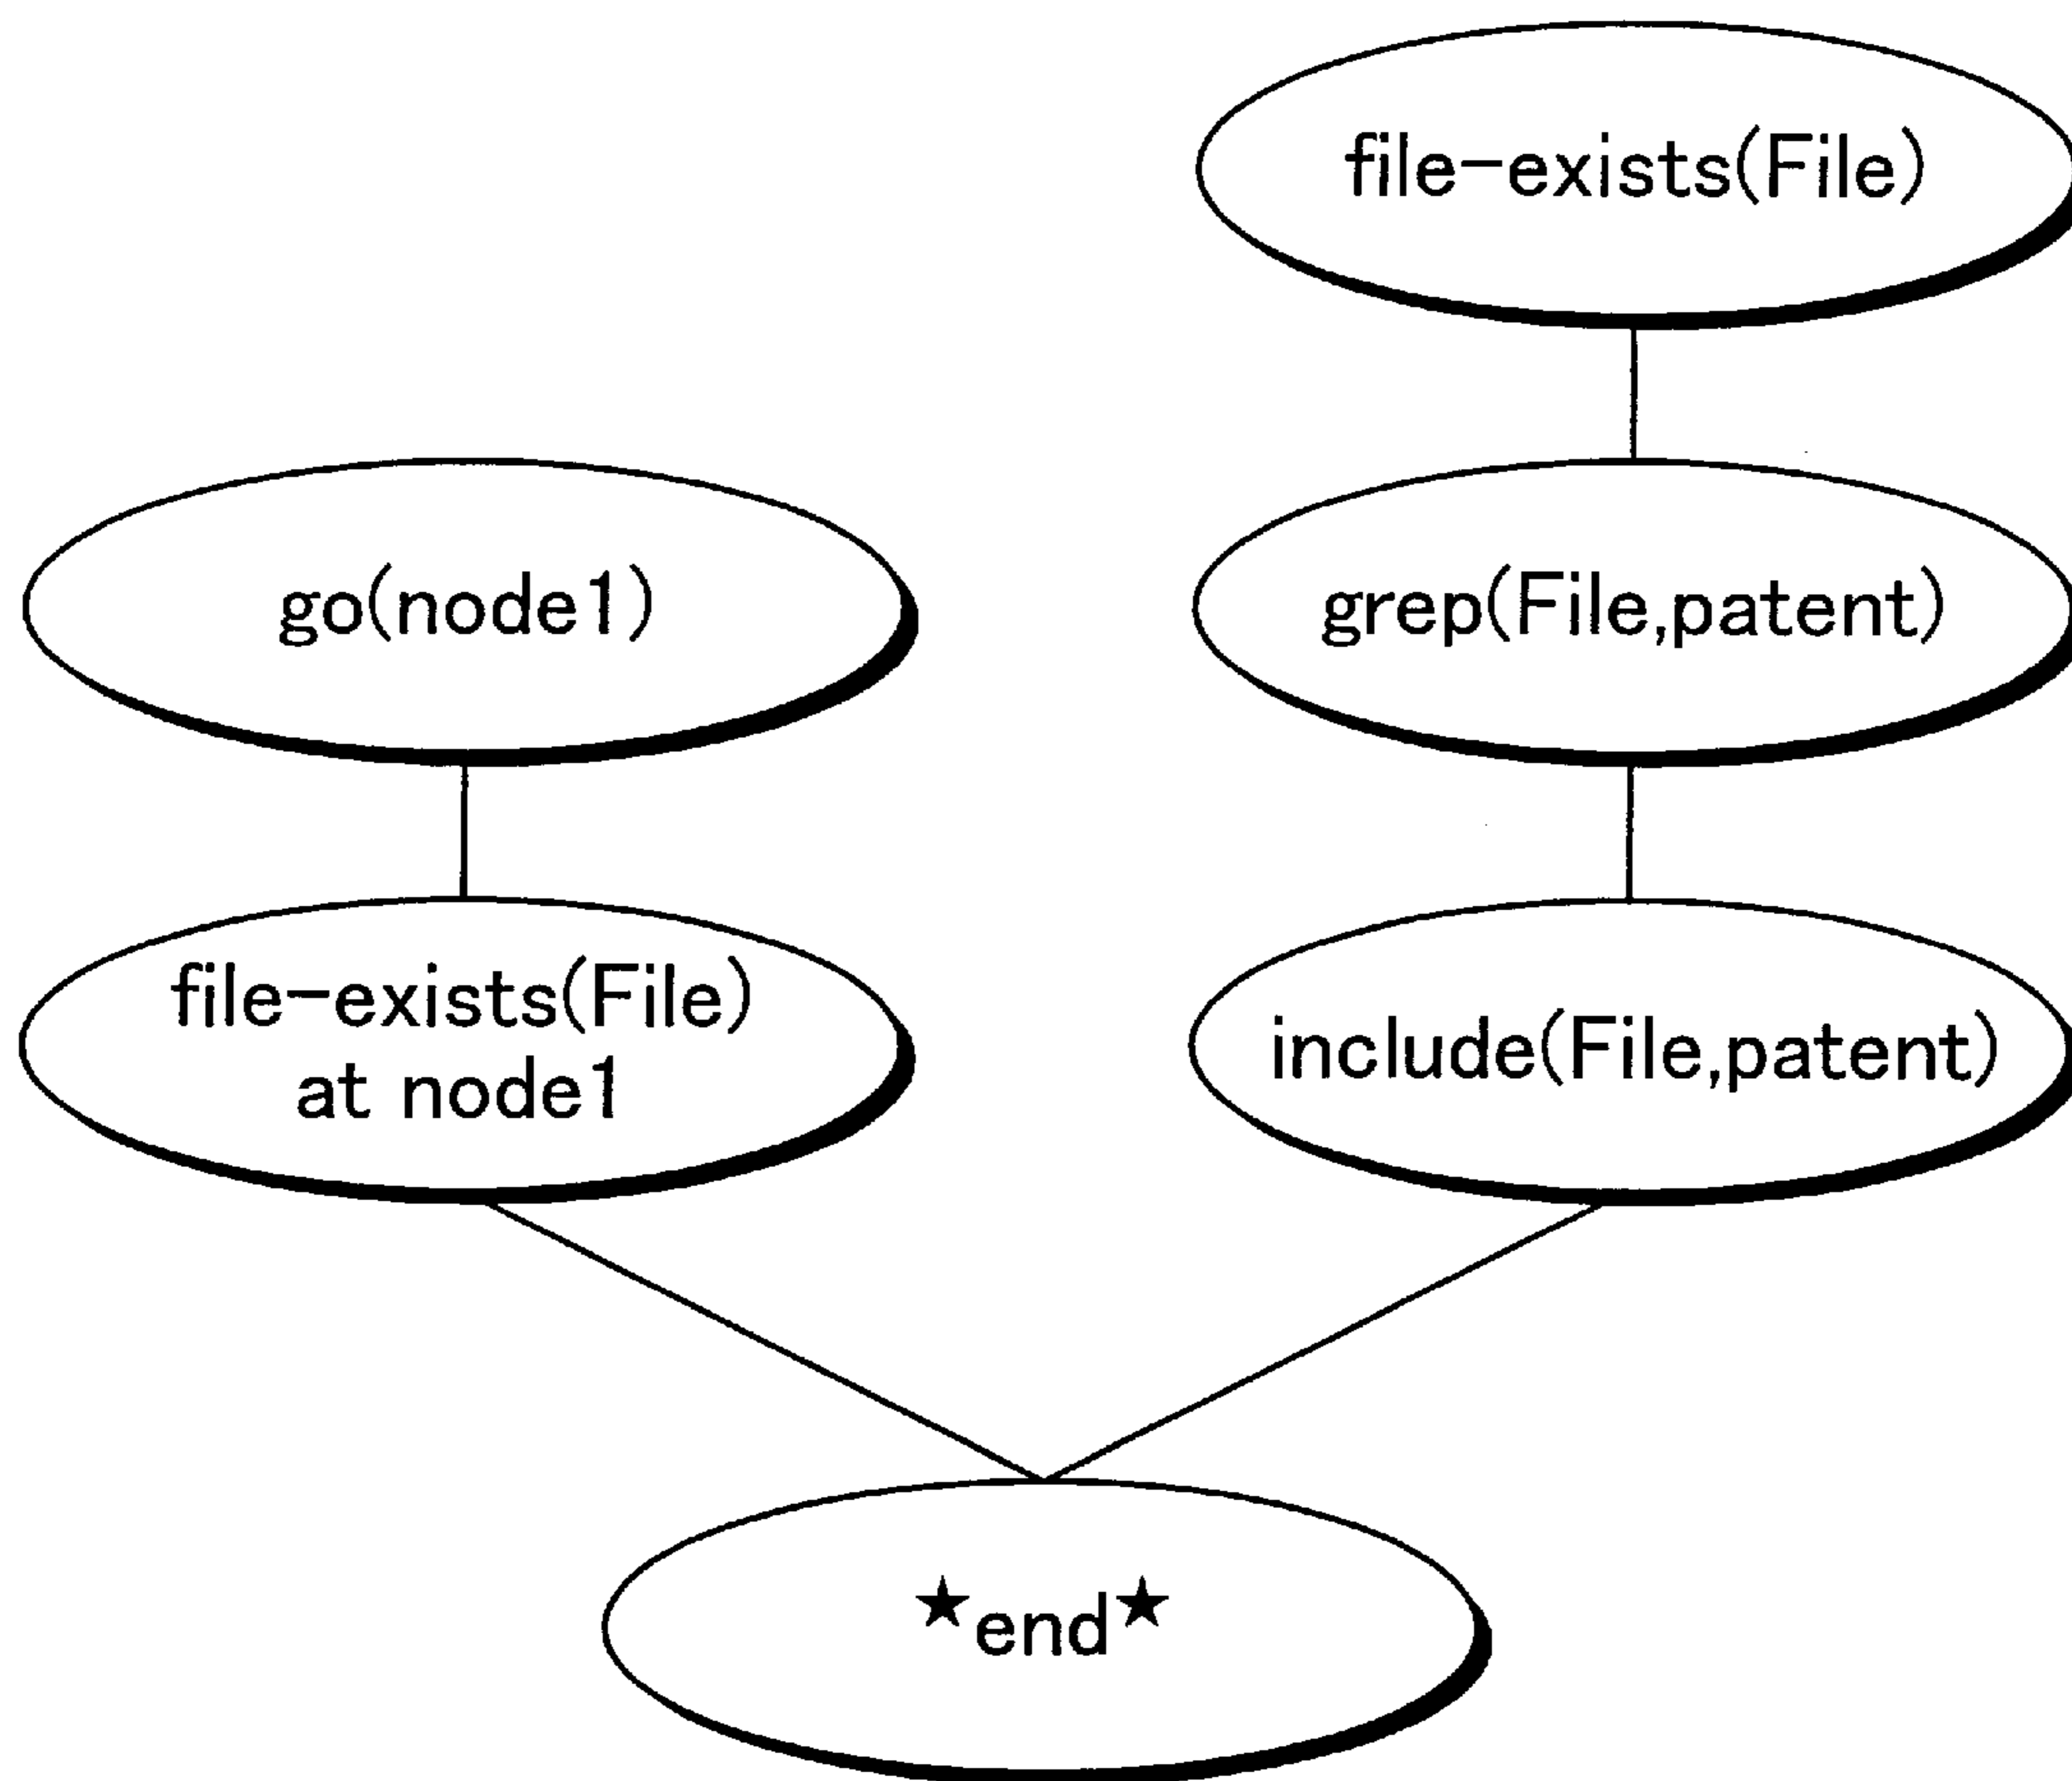 file-exists(File)
go(node1)
grep(File,patent)
file-exists(File)
at node1
include(File,patent)
★end★